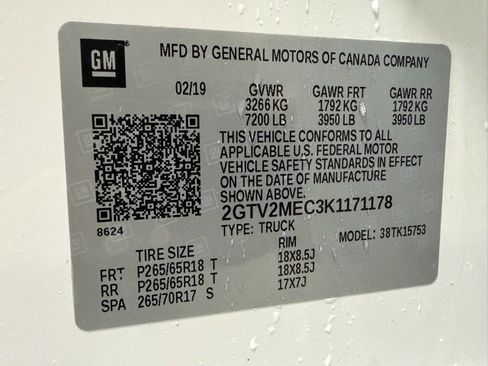 GM
MFD BY GENERAL MOTORS OF CANADA COMPANY
02/19 GVWR GAWR FRT GAWR RR
3266 KG 1792 KG 1792 KG
7200 LB 3950 LB 3950 LB
THIS VEHICLE CONFORMS TO ALL
APPLICABLE U.S. FEDERAL MOTOR
VEHICLE SAFETY STANDARDS IN EFFECT
ON THE DATE OF MANUFACTURE
SHOWN ABOVE.
2GTV2MEC3K1171178
8624
TYPE: TRUCK MODEL: 38TK15753
TIRE SIZE RIM
FRT P265/65R18 T 18X8.5J
RR P265/65R18 T 18X8.5J
SPA 265/70R17 S 17X7J